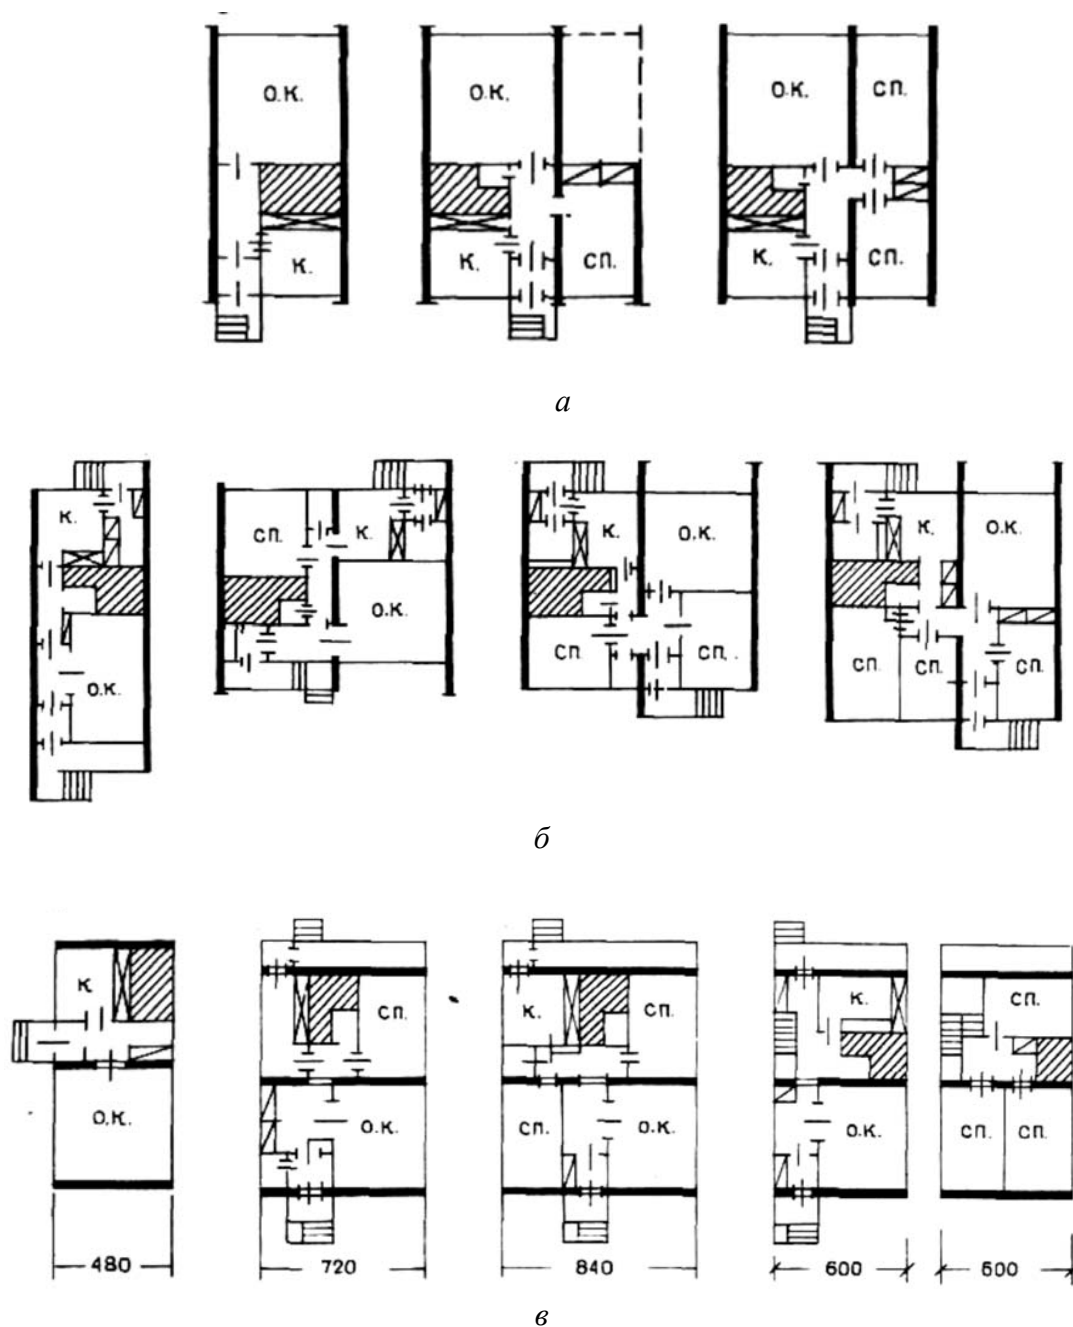 О.К. О.К. О.К. СП.
К. К. СП. К. СП.
а
К. СП. К. К. О.К. К. О.К.
О.К. О.К. СП. СП. СП. СП. СП.
б
К. СП. К. СП. К. СП.
О.К. О.К. СП. О.К. О.К. СП. СП.
480 720 840 600 600
в